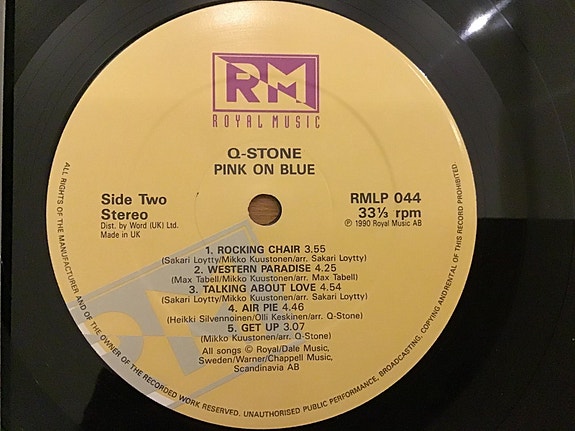 RM
ROYAL MUSIC
Q-STONE
PINK ON BLUE
Side Two
Stereo
Dist. by Word (UK) Ltd.
Made in UK
RMLP 044
33⅓ rpm
℗ 1990 Royal Music AB
1. ROCKING CHAIR 3.55
(Sakari Loytty/Mikko Kuustonen/arr. Sakari Loytty)
2. WESTERN PARADISE 4.25
(Max Tabell/Mikko Kuustonen/arr. Max Tabell)
3. TALKING ABOUT LOVE 4.54
(Sakari Loytty/Mikko Kuustonen/arr. Sakari Loytty)
4. AIR PIE 4.46
(Heikki Silvennoinen/Olli Keskinen/arr. Q-Stone)
5. GET UP 3.07
(Mikko Kuustonen/arr. Q-Stone)
All songs © Royal/Dale Music,
Sweden/Warner/Chappell Music,
Scandinavia AB
ALL RIGHTS OF THE MANUFACTURER AND OF THE OWNER OF THE RECORDED WORK RESERVED. UNAUTHORISED PUBLIC PERFORMANCE, BROADCASTING, COPYING ANDRENTAL OF THIS RECORD PROHIBITED.